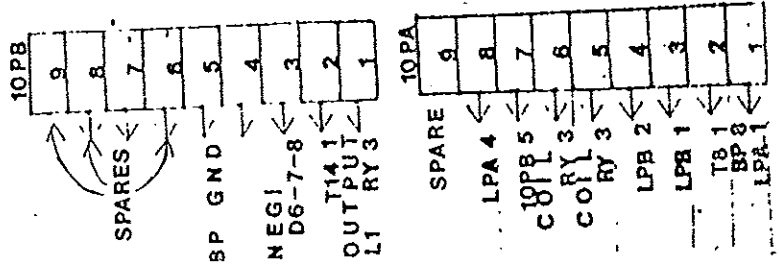 10PB
9 8 7 6 5 4 3 2 1
SPARES
BP GND
NEG!
D6-7-8
T14 1
OUTPUT
L1 RY 3
10PA
9 8 7 6 5 4 3 2 1
SPARE
LPA 4
10PB 5
COIL
RY 3
COIL
RY 3
LPB 2
LPB 1
TB 1
BP 8
LPA 1